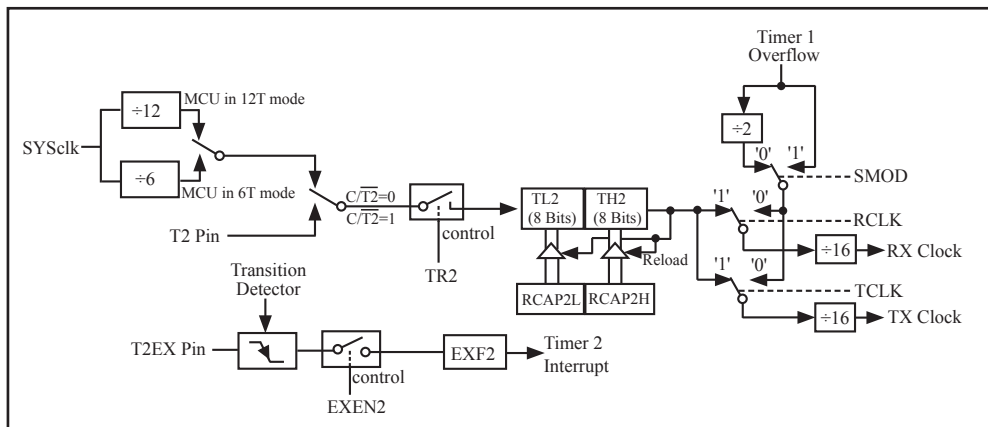 Timer 1
Overflow
÷12
MCU in 12T mode
÷2
SYSclk
'0'
'1'
÷6
MCU in 6T mode
SMOD
C/T2=0
C/T2=1
TL2
(8 Bits)
TH2
(8 Bits)
'1'
'0'
RCLK
T2 Pin
control
÷16
RX Clock
Reload
TR2
'1'
'0'
Transition
Detector
RCAP2L
RCAP2H
TCLK
÷16
TX Clock
T2EX Pin
EXF2
Timer 2
Interrupt
control
EXEN2